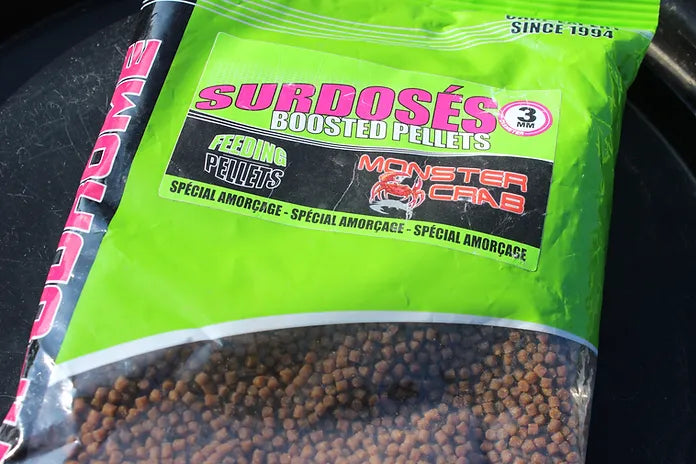 SINCE 1994
SURDOSÉS
BOOSTED PELLETS
3
MM
FEEDING
PELLETS
MONSTER
CRAB
SPÉCIAL AMORÇAGE - SPÉCIAL AMORÇAGE - SPÉCIAL AMORÇAGE